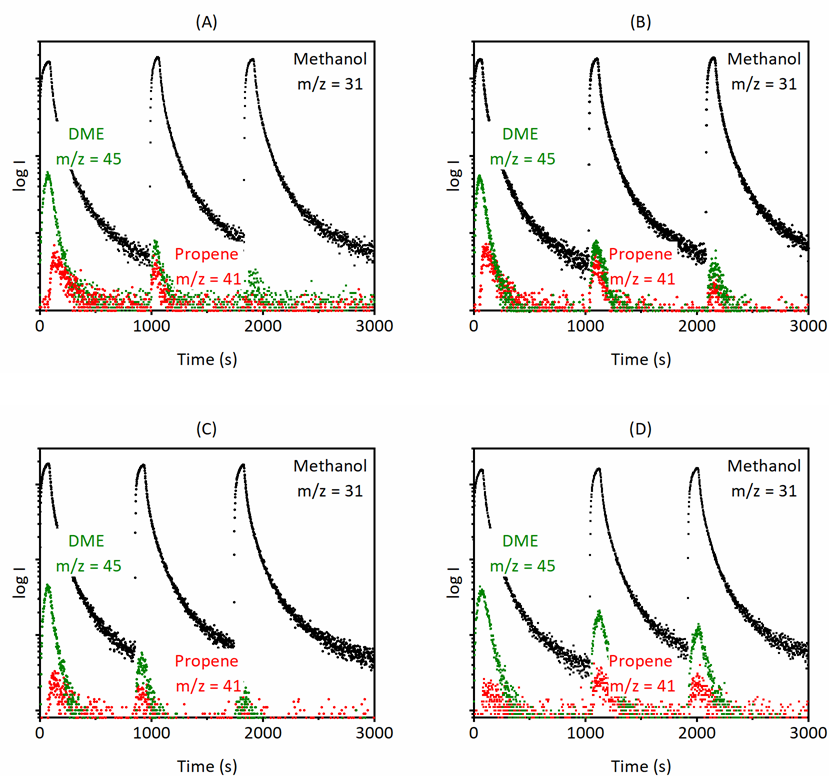 (A)
Methanol
m/z = 31
DME
m/z = 45
Propene
m/z = 41
log I
0
1000
2000
3000
Time (s)
(B)
Methanol
m/z = 31
DME
m/z = 45
Propene
m/z = 41
log I
0
1000
2000
3000
Time (s)
(C)
Methanol
m/z = 31
DME
m/z = 45
Propene
m/z = 41
log I
0
1000
2000
3000
Time (s)
(D)
Methanol
m/z = 31
DME
m/z = 45
Propene
m/z = 41
log I
0
1000
2000
3000
Time (s)